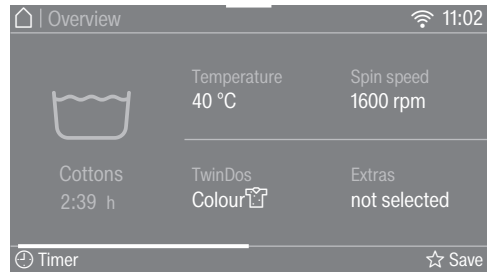 | Overview 11:02
Temperature
40 °C
Spin speed
1600 rpm
Cottons
2:39 h
TwinDos
Colour
Extras
not selected
Timer Save